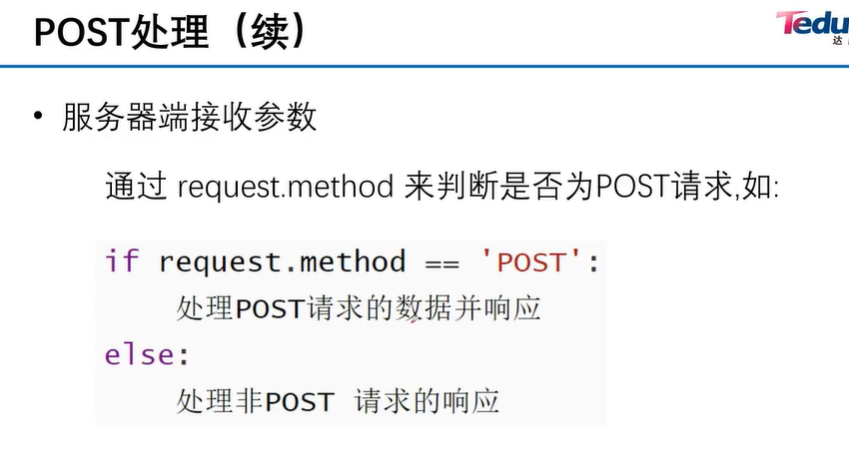 POST处理（续）
Tedu
达
• 服务器端接收参数
通过 request.method 来判断是否为POST请求,如:
if request.method == 'POST':
处理POST请求的数据并响应
else:
处理非POST 请求的响应